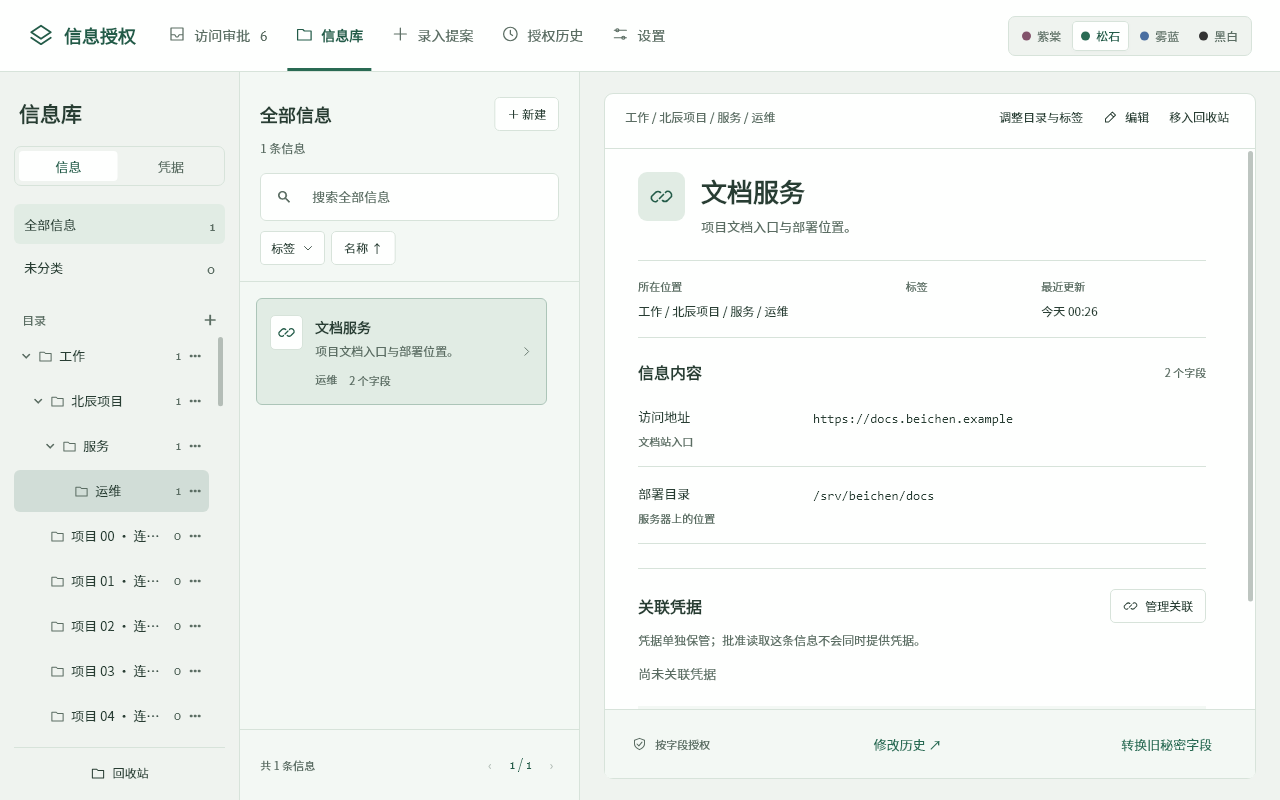 信息授权
访问审批 6
信息库
录入提案
授权历史
设置
紫棠
松石
雾蓝
黑白
信息库
信息
凭据
全部信息 1
未分类 0
目录
工作 1
北辰项目 1
服务 1
运维 1
项目 00 · 连… 0
项目 01 · 连… 0
项目 02 · 连… 0
项目 03 · 连… 0
项目 04 · 连… 0
回收站
全部信息
新建
1 条信息
搜索全部信息
标签
名称 ↑
文档服务
项目文档入口与部署位置。
运维 2 个字段
共 1 条信息
‹ 1 / 1 ›
工作 / 北辰项目 / 服务 / 运维
调整目录与标签
编辑
移入回收站
文档服务
项目文档入口与部署位置。
所在位置
标签
最近更新
工作 / 北辰项目 / 服务 / 运维
今天 00:26
信息内容
2 个字段
访问地址
https://docs.beichen.example
文档站入口
部署目录
/srv/beichen/docs
服务器上的位置
关联凭据
管理关联
凭据单独保管；批准读取这条信息不会同时提供凭据。
尚未关联凭据
按字段授权
修改历史 ↗
转换旧秘密字段